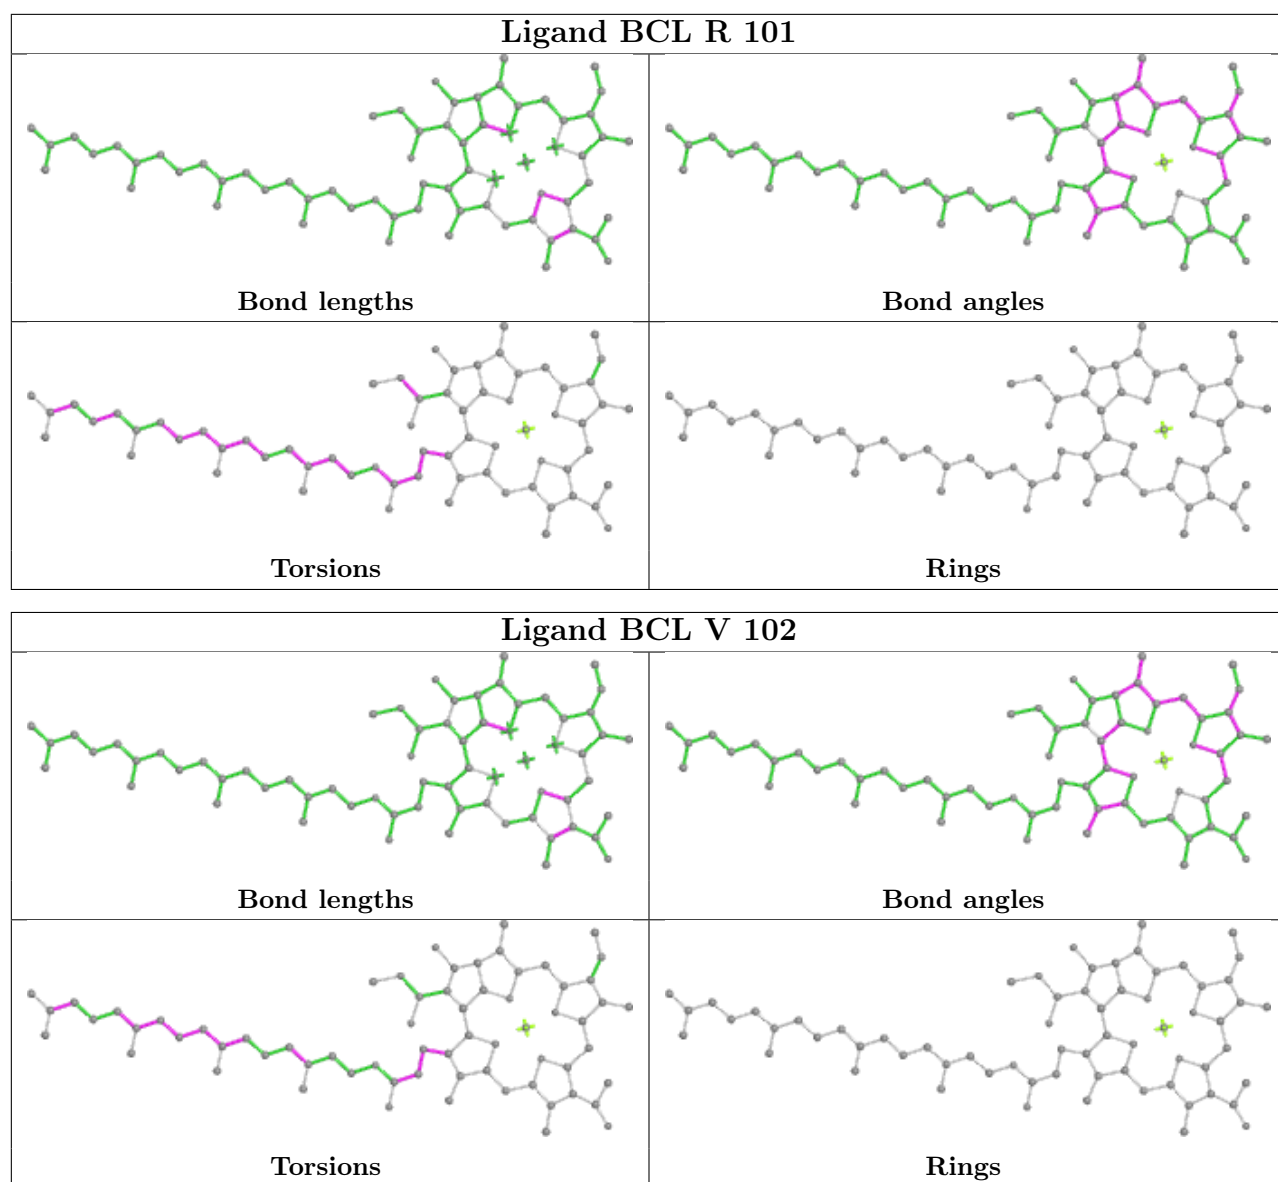 Ligand BCL R 101
Bond lengths
Bond angles
Torsions
Rings
Ligand BCL V 102
Bond lengths
Bond angles
Torsions
Rings